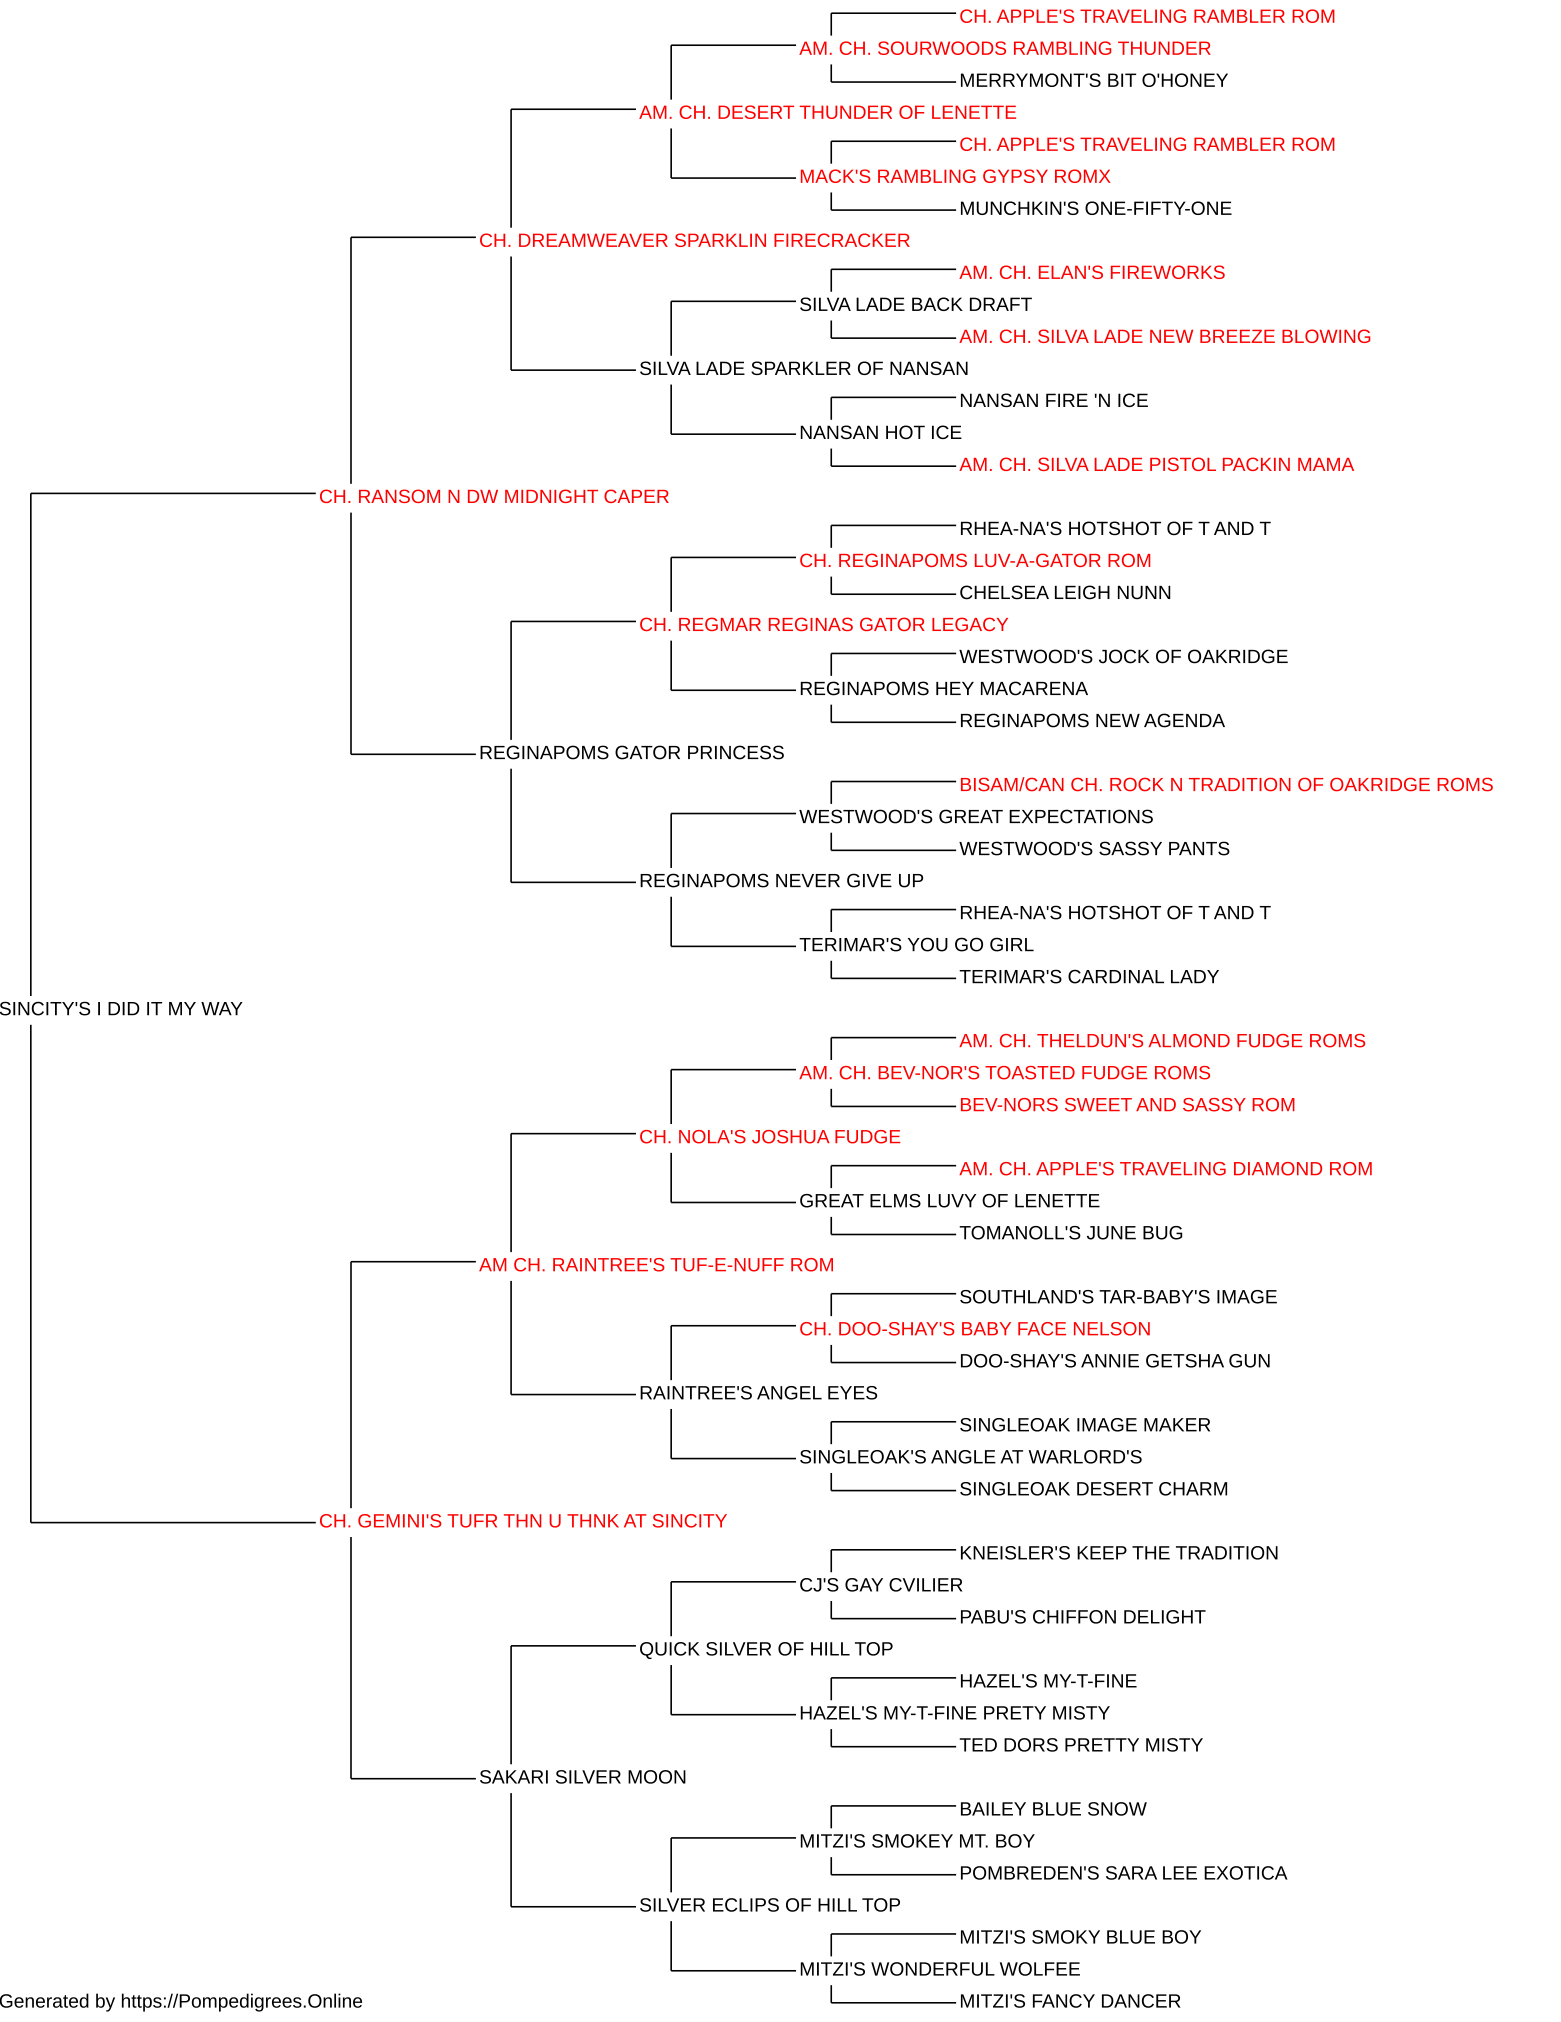 CH. APPLE'S TRAVELING RAMBLER ROM
AM. CH. SOURWOODS RAMBLING THUNDER
MERRYMONT'S BIT O'HONEY
AM. CH. DESERT THUNDER OF LENETTE
CH. APPLE'S TRAVELING RAMBLER ROM
MACK'S RAMBLING GYPSY ROMX
MUNCHKIN'S ONE-FIFTY-ONE
CH. DREAMWEAVER SPARKLIN FIRECRACKER
AM. CH. ELAN'S FIREWORKS
SILVA LADE BACK DRAFT
AM. CH. SILVA LADE NEW BREEZE BLOWING
SILVA LADE SPARKLER OF NANSAN
NANSAN FIRE 'N ICE
NANSAN HOT ICE
AM. CH. SILVA LADE PISTOL PACKIN MAMA
CH. RANSOM N DW MIDNIGHT CAPER
RHEA-NA'S HOTSHOT OF T AND T
CH. REGINAPOMS LUV-A-GATOR ROM
CHELSEA LEIGH NUNN
CH. REGMAR REGINAS GATOR LEGACY
WESTWOOD'S JOCK OF OAKRIDGE
REGINAPOMS HEY MACARENA
REGINAPOMS NEW AGENDA
REGINAPOMS GATOR PRINCESS
BISAM/CAN CH. ROCK N TRADITION OF OAKRIDGE ROMS
WESTWOOD'S GREAT EXPECTATIONS
WESTWOOD'S SASSY PANTS
REGINAPOMS NEVER GIVE UP
RHEA-NA'S HOTSHOT OF T AND T
TERIMAR'S YOU GO GIRL
TERIMAR'S CARDINAL LADY
SINCITY'S I DID IT MY WAY
AM. CH. THELDUN'S ALMOND FUDGE ROMS
AM. CH. BEV-NOR'S TOASTED FUDGE ROMS
BEV-NORS SWEET AND SASSY ROM
CH. NOLA'S JOSHUA FUDGE
AM. CH. APPLE'S TRAVELING DIAMOND ROM
GREAT ELMS LUVY OF LENETTE
TOMANOLL'S JUNE BUG
AM CH. RAINTREE'S TUF-E-NUFF ROM
SOUTHLAND'S TAR-BABY'S IMAGE
CH. DOO-SHAY'S BABY FACE NELSON
DOO-SHAY'S ANNIE GETSHA GUN
RAINTREE'S ANGEL EYES
SINGLEOAK IMAGE MAKER
SINGLEOAK'S ANGLE AT WARLORD'S
SINGLEOAK DESERT CHARM
CH. GEMINI'S TUFR THN U THNK AT SINCITY
KNEISLER'S KEEP THE TRADITION
CJ'S GAY CVILIER
PABU'S CHIFFON DELIGHT
QUICK SILVER OF HILL TOP
HAZEL'S MY-T-FINE
HAZEL'S MY-T-FINE PRETY MISTY
TED DORS PRETTY MISTY
SAKARI SILVER MOON
BAILEY BLUE SNOW
MITZI'S SMOKEY MT. BOY
POMBREDEN'S SARA LEE EXOTICA
SILVER ECLIPS OF HILL TOP
MITZI'S SMOKY BLUE BOY
MITZI'S WONDERFUL WOLFEE
MITZI'S FANCY DANCER
Generated by https://Pompedigrees.Online